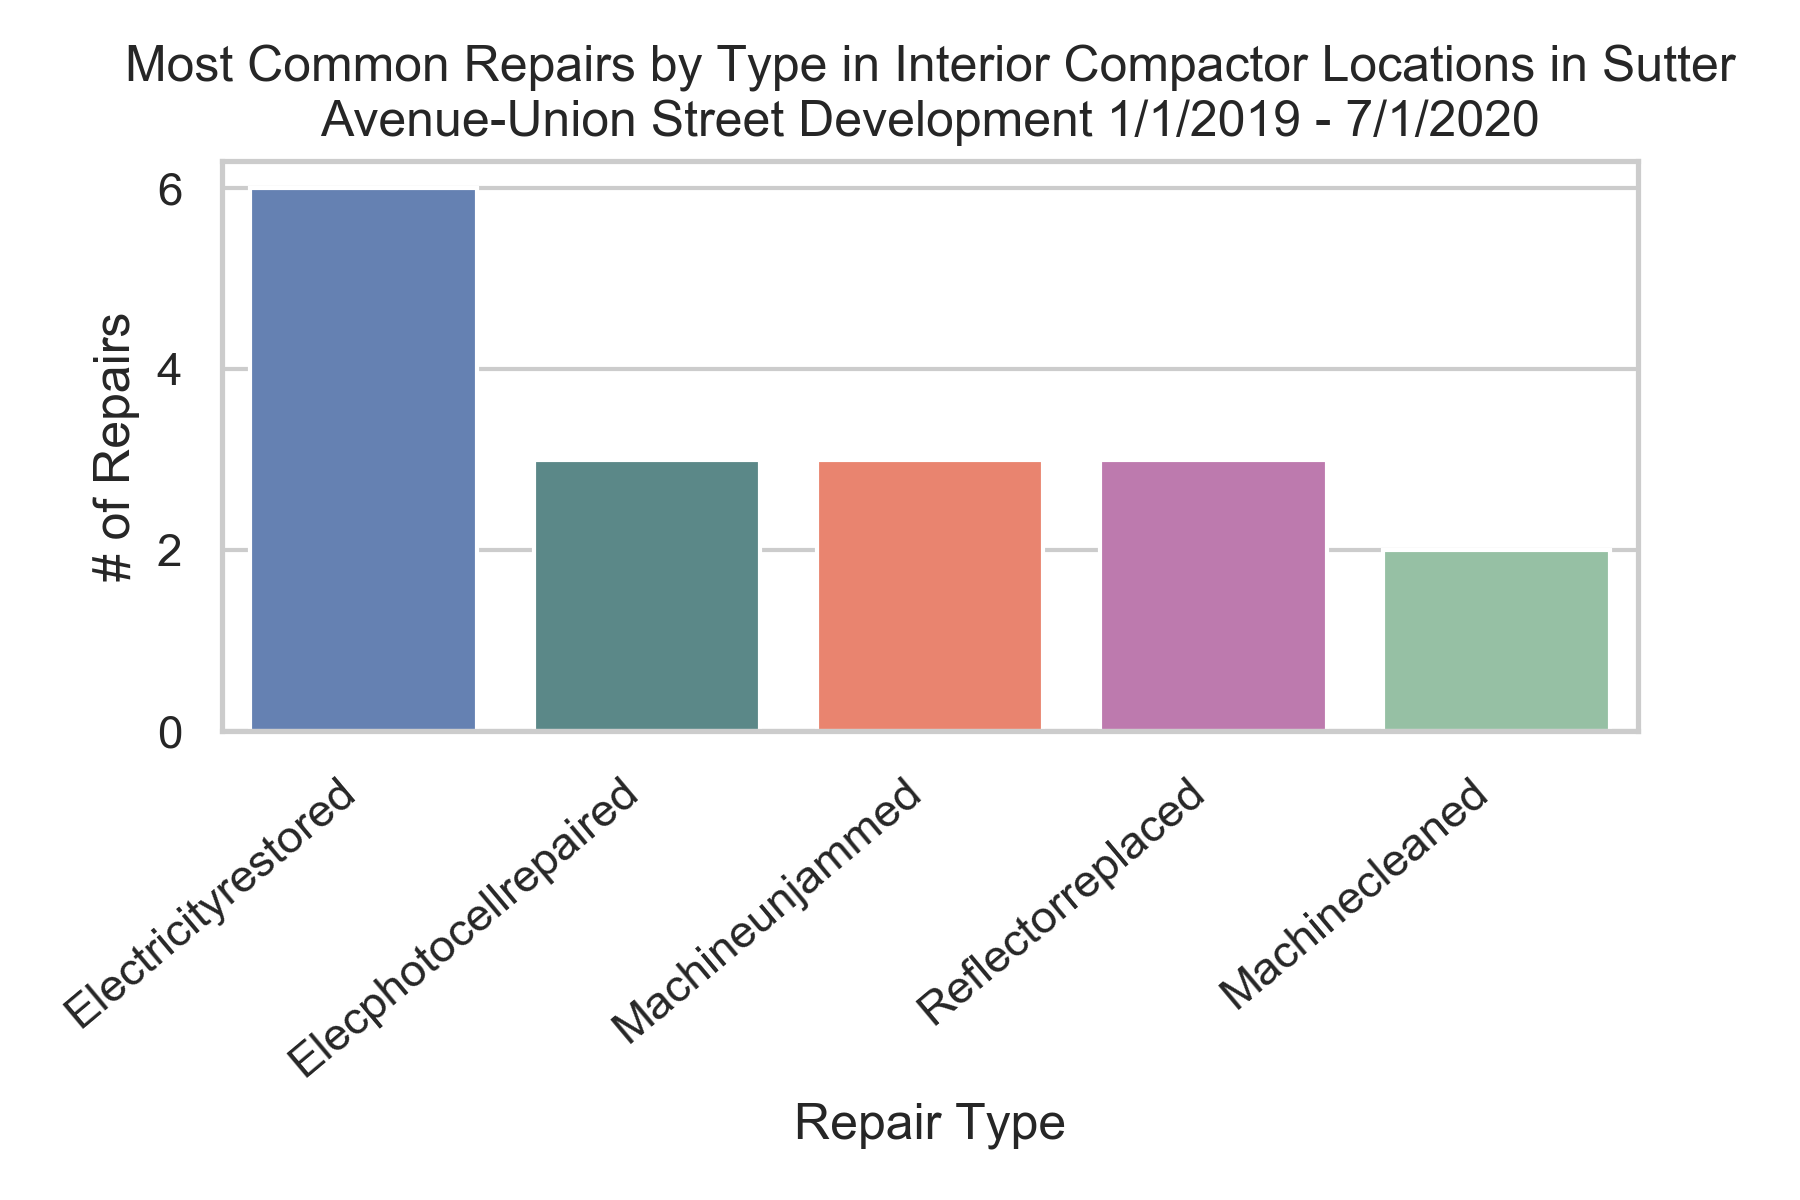 Most Common Repairs by Type in Interior Compactor Locations in Sutter
Avenue-Union Street Development 1/1/2019 - 7/1/2020
# of Repairs
6
4
2
0
Electricityrestored
Elecphotocellrepaired
Machineunjammed
Reflectorreplaced
Machinecleaned
Repair Type